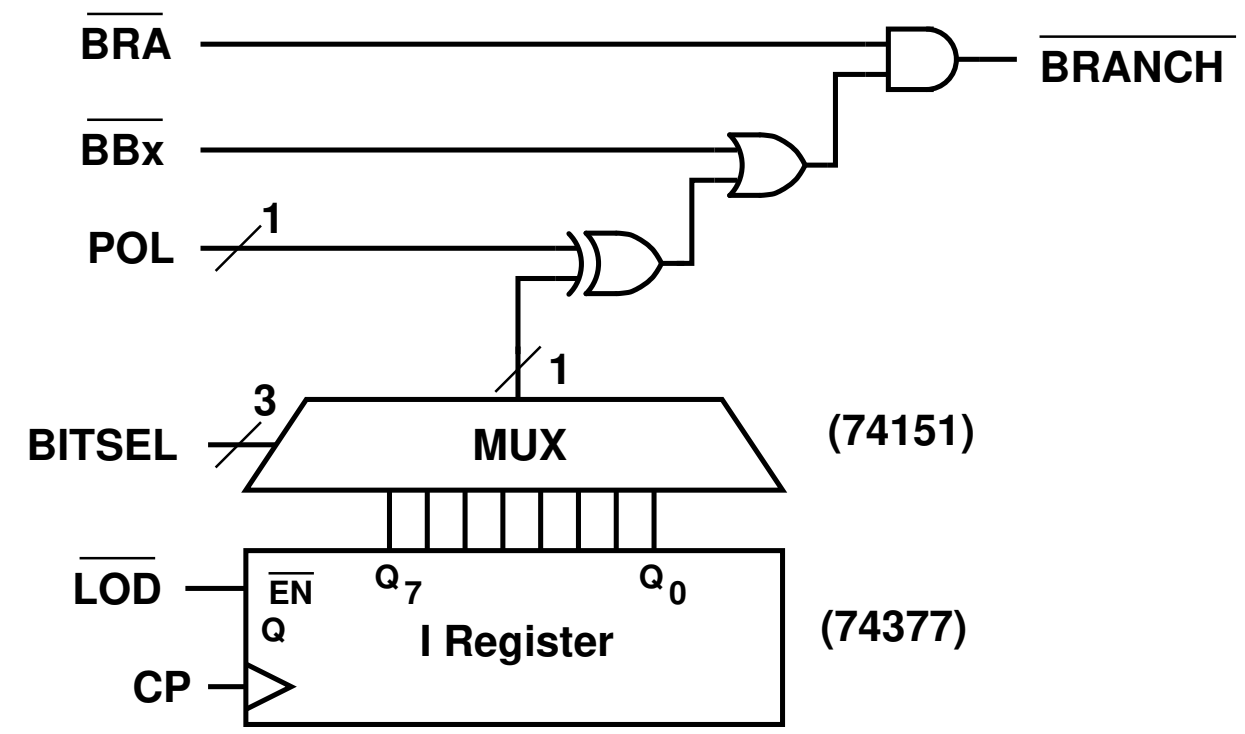 BRA
BRANCH
BBx
1
POL
1
3
BITSEL
MUX
(74151)
LOD
EN
Q7
Q0
Q
I Register
(74377)
CP